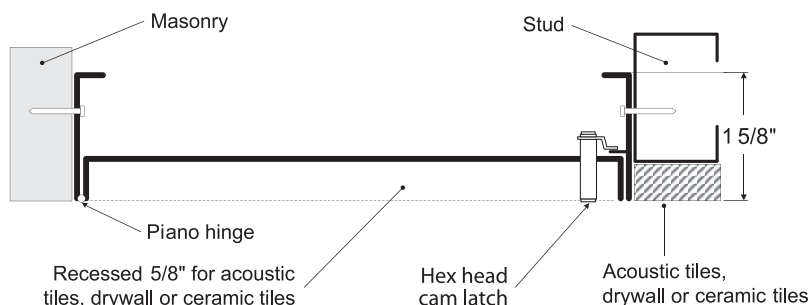 Masonry
Stud
1 5/8"
Piano hinge
Recessed 5/8" for acoustic
tiles, drywall or ceramic tiles
Hex head
cam latch
Acoustic tiles,
drywall or ceramic tiles